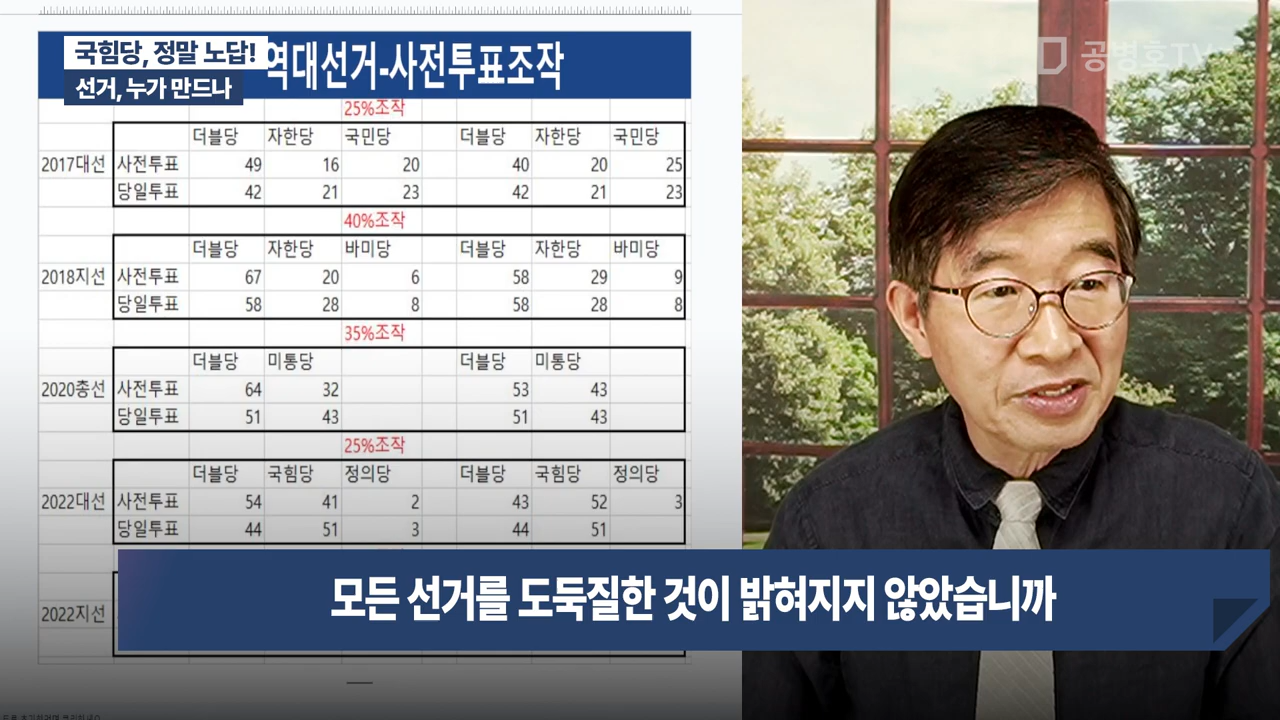 국힘당, 정말 노답!
선거, 누가 만드나
역대선거-사전투표조작
공병호TV
25%조작
더블당 자한당 국민당 더블당 자한당 국민당
2017대선 사전투표 49 16 20 40 20 25
당일투표 42 21 23 42 21 23
40%조작
더블당 자한당 바미당 더블당 자한당 바미당
2018지선 사전투표 67 20 6 58 29 9
당일투표 58 28 8 58 28 8
35%조작
더블당 미통당 더블당 미통당
2020총선 사전투표 64 32 53 43
당일투표 51 43 51 43
25%조작
더블당 국힘당 정의당 더블당 국힘당 정의당
2022대선 사전투표 54 41 2 43 52 3
당일투표 44 51 3 44 51
2022지선
모든 선거를 도둑질한 것이 밝혀지지 않았습니까